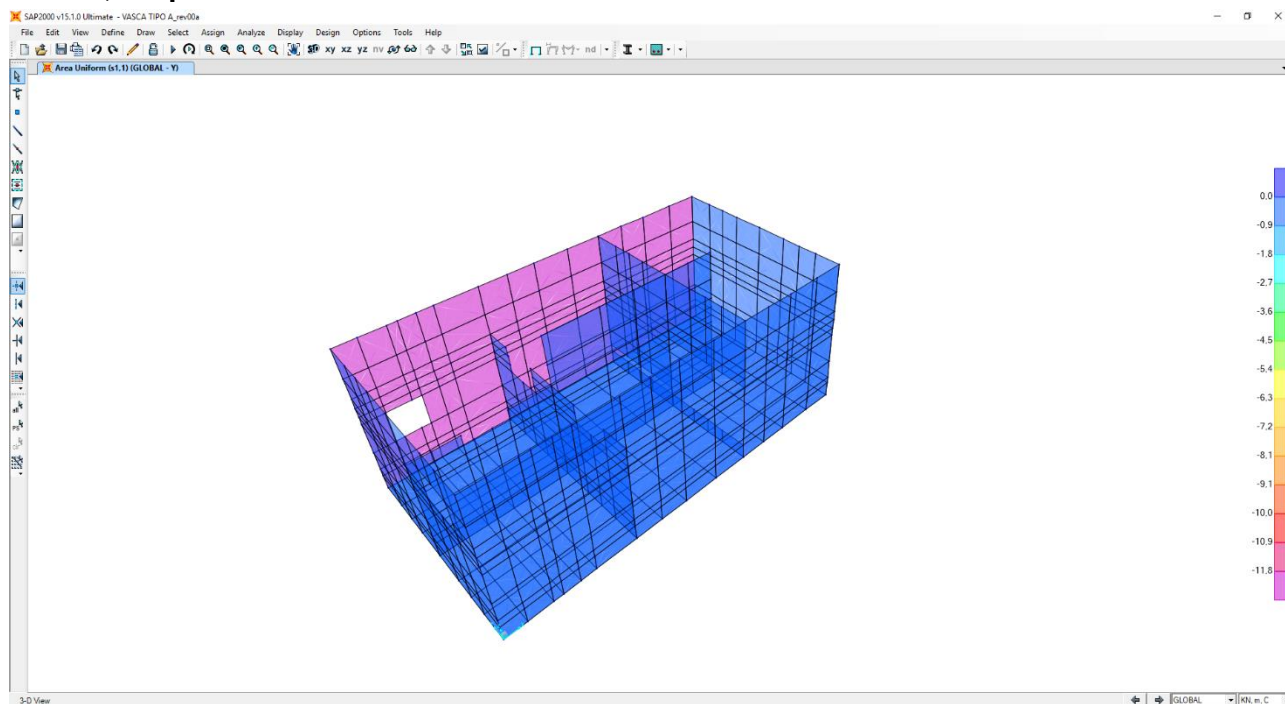 SAP2000 v15.1.0 Ultimate - VASCA TIPO A_rev00a
File Edit View Define Draw Select Assign Analyze Display Design Options Tools Help
3D xy xz yz nv nd
Area Uniform (s1,1) (GLOBAL - Y)
0.0
-0.9
-1.8
-2.7
-3.6
-4.5
-5.4
-6.3
-7.2
-8.1
-9.1
-10.0
-10.9
-11.8
all
PS
3-D View
GLOBAL
KN, m, C